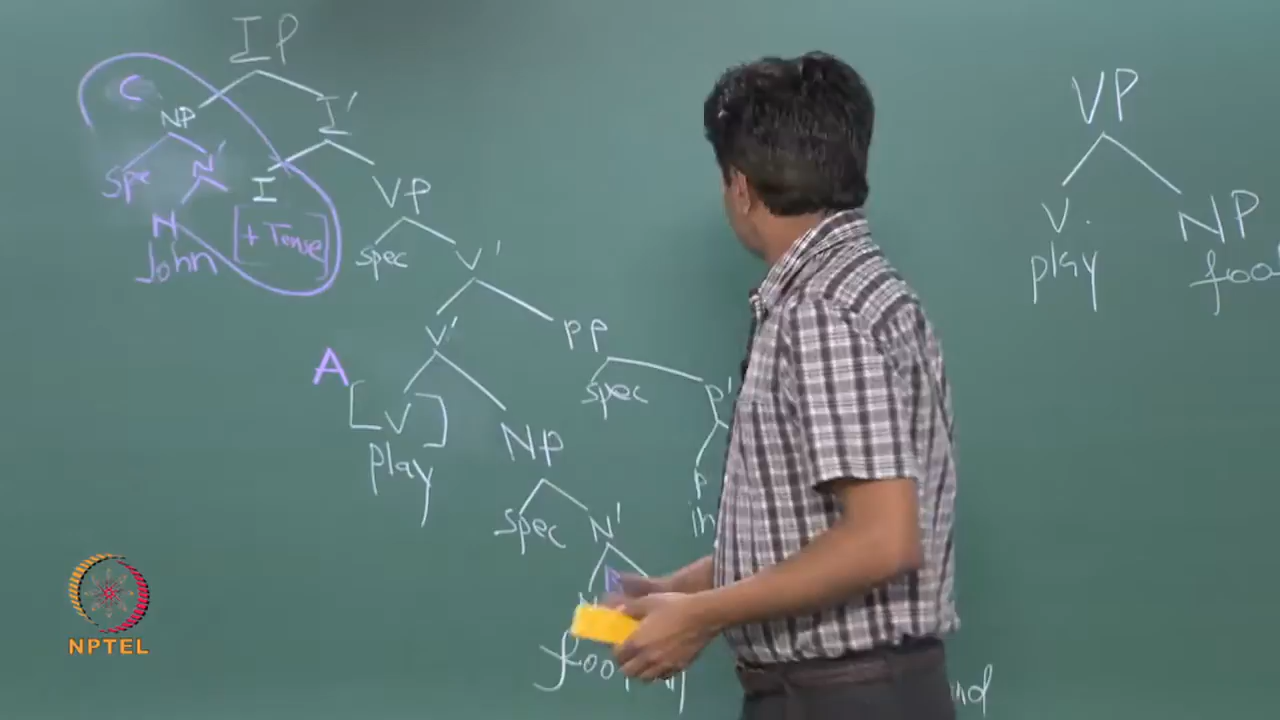 IP
C NP I'
spe N' I VP
N [+ Tense]
John spec V'
V' PP
A spec P'
[V] NP P
play
spec N' in
VP
V. NP
play
NPTEL